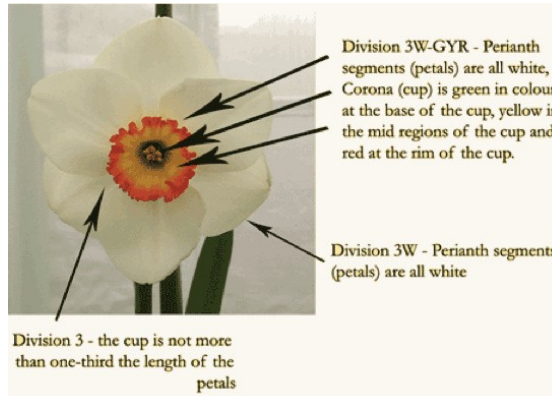 Division 3W-GYR - Perianth
segments (petals) are all white,
Corona (cup) is green in colou
at the base of the cup, yellow i
the mid regions of the cup and
red at the rim of the cup.
Division 3W - Perianth segments
(petals) are all white
Division 3 - the cup is not more
than one-third the length of the
petals